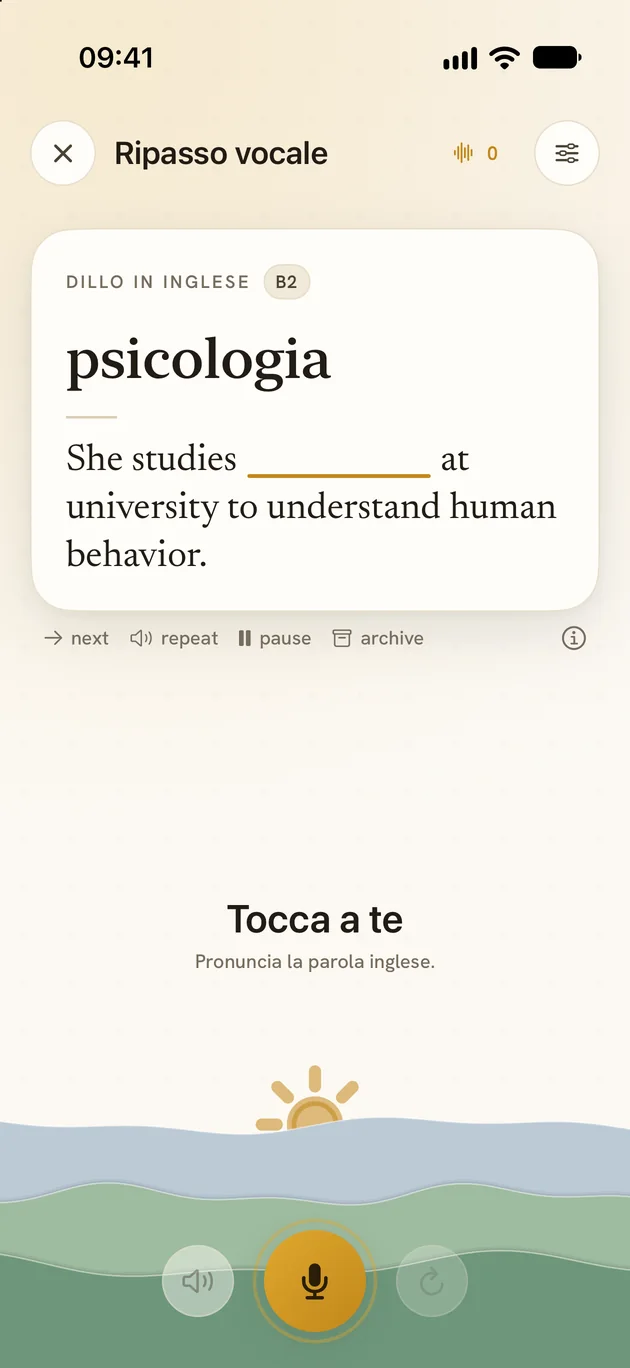 09:41
Ripasso vocale
0
DILLO IN INGLESE B2
psicologia
She studies __________ at
university to understand human
behavior.
next repeat pause archive
Tocca a te
Pronuncia la parola inglese.